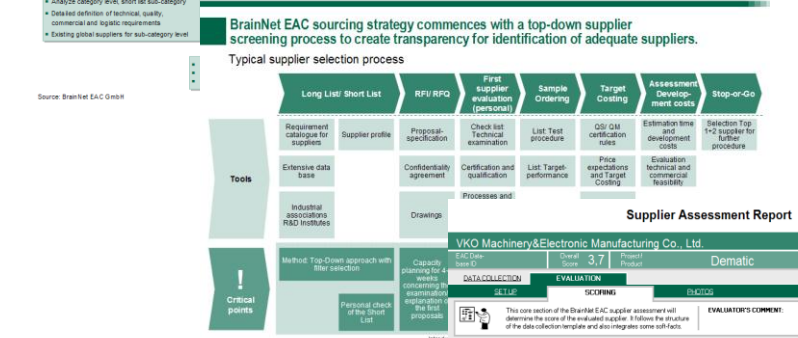 Analyze category level, short list sub-category
Detailed definition of technical, quality,
commercial and logistic requirements
Existing global suppliers for sub-category level
Source: BrainNet EAC GmbH
BrainNet EAC sourcing strategy commences with a top-down supplier
screening process to create transparency for identification of adequate suppliers.
Typical supplier selection process
Long List/ Short List
RFI/ RFQ
First
supplier
evaluation
(personal)
Sample
Ordering
Target
Costing
Assessment
Develop-
ment costs
Stop-or-Go
Tools
Requirement
catalogue for
suppliers
Supplier profile
Proposal-
specification
Check list:
Technical
examination
List: Test
procedure
QS/ QM
certification
rules
Estimation time
and
development
costs
Selection Top
1+2 supplier for
further
procedure
Extensive data
base
Confidentiality
agreement
Certification and
qualification
List: Target-
performance
Price
expectations
and Target
Costing
Evaluation
technical and
commercial
feasibility
Industrial
associations
R&D Institutes
Drawings
Processes and
!
Critical
points
Method: Top-Down approach with
filter selection
Personal check
of the Short
List
Capacity
planning for 4-
weeks
concerning the
examination/
explanation of
the first
proposals
Supplier Assessment Report
VKO Machinery&Electronic Manufacturing Co., Ltd.
EAC Data-
base ID
Overall
Score
3,7
Project/
Product
Dematic
DATA COLLECTION
EVALUATION
SET UP
SCORING
PHOTOS
This core section of the BrainNet EAC supplier assessment will
determine the score of the evaluated supplier. It follows the structure
of the data collection template and also integrates some soft-facts.
EVALUATOR'S COMMENT: